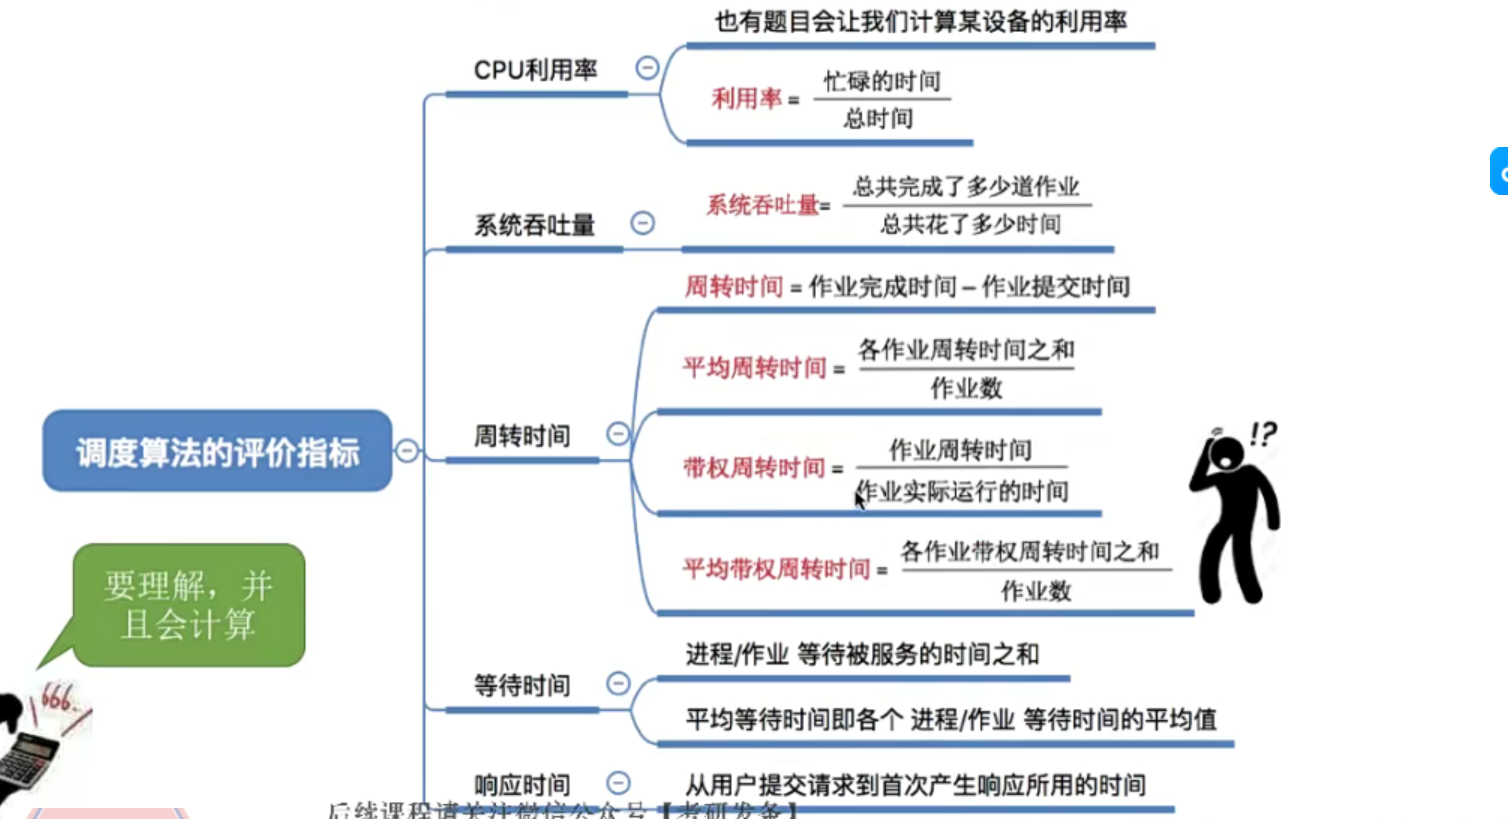 也有题目会让我们计算某设备的利用率
CPU利用率
利用率 = 忙碌的时间
总时间
系统吞吐量
系统吞吐量= 总共完成了多少道作业
总共花了多少时间
周转时间 = 作业完成时间 – 作业提交时间
平均周转时间 = 各作业周转时间之和
作业数
周转时间
带权周转时间 = 作业周转时间
作业实际运行的时间
平均带权周转时间 = 各作业带权周转时间之和
作业数
调度算法的评价指标
!?
要理解，并
且会计算
进程/作业 等待被服务的时间之和
等待时间
平均等待时间即各个 进程/作业 等待时间的平均值
666.
响应时间
从用户提交请求到首次产生响应所用的时间
后续课程请关注微信公众号【考研发条】